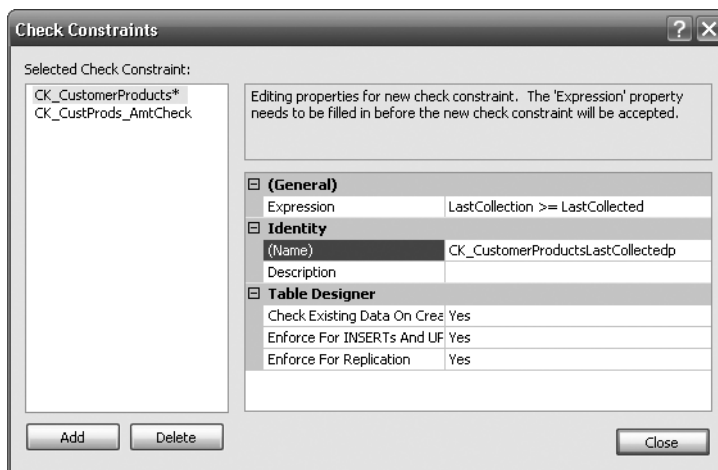 Check Constraints
Selected Check Constraint:
CK_CustomerProducts*
CK_CustProds_AmtCheck
Editing properties for new check constraint. The 'Expression' property
needs to be filled in before the new check constraint will be accepted.
(General)
Expression LastCollection >= LastCollected
Identity
(Name) CK_CustomerProductsLastCollectedp
Description
Table Designer
Check Existing Data On Crea Yes
Enforce For INSERTs And UF Yes
Enforce For Replication Yes
Add Delete Close